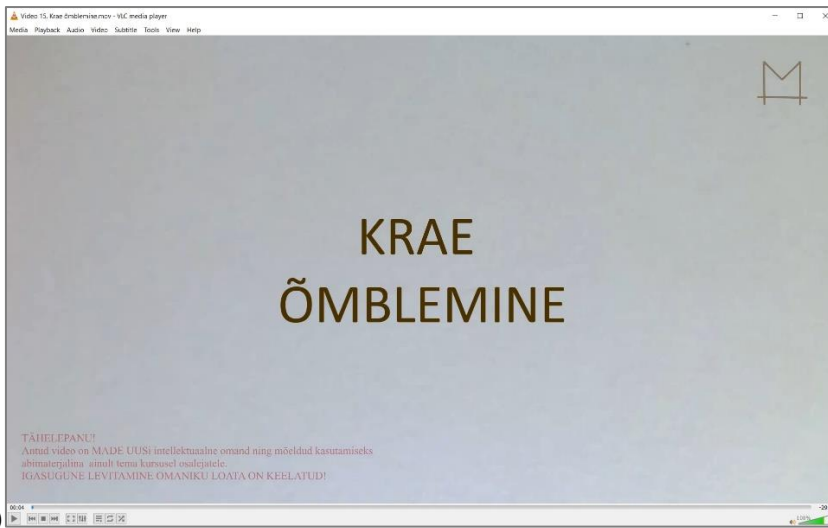 Video 15. Krae õmblemine.mov - VLC media player
Media Playback Audio Video Subtitle Tools View Help
KRAE
ÕMBLEMINE
TÄHELEPANU!
Antud video on MADE UUSi intellektuaalne omand ning mõeldud kasutamiseks
abimaterjalina ainult tema kursusel osalejatele.
IGASUGUNE LEVITAMINE OMANIKU LOATA ON KEELATUD!
00:04